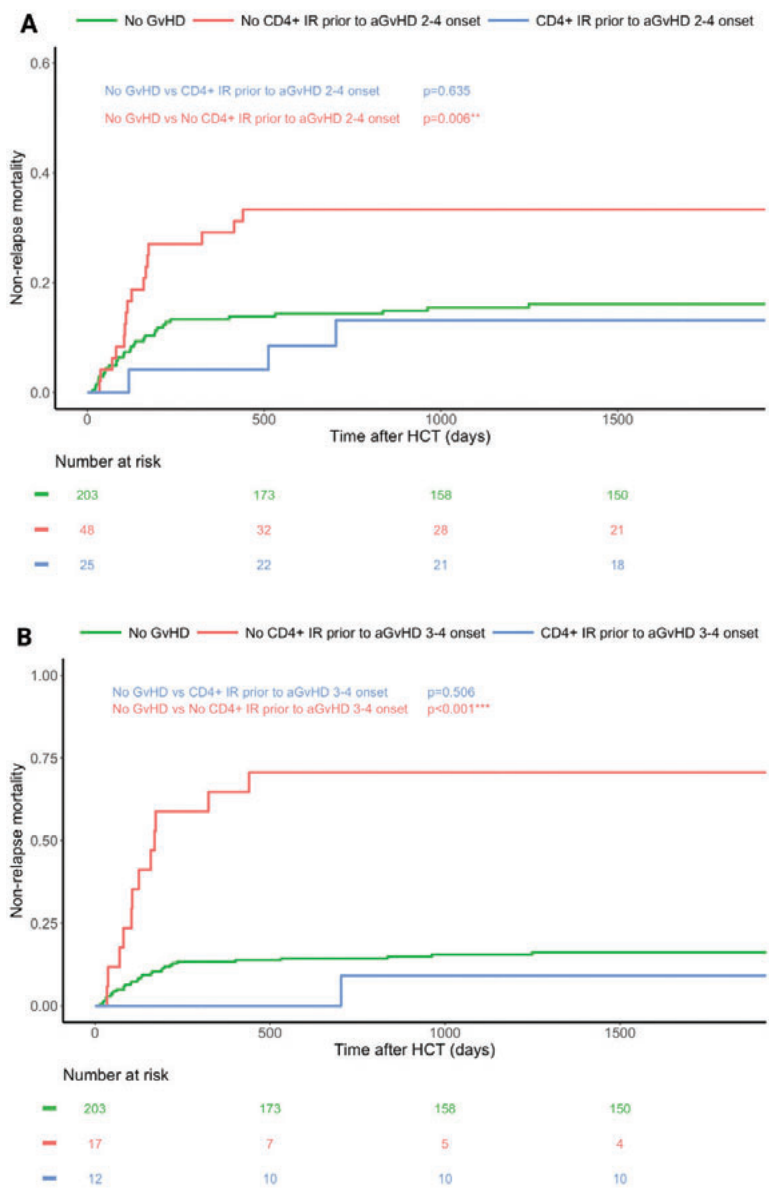 A
No GvHD No CD4+ IR prior to aGvHD 2-4 onset CD4+ IR prior to aGvHD 2-4 onset
0.6
No GvHD vs CD4+ IR prior to aGvHD 2-4 onset p=0.635
No GvHD vs No CD4+ IR prior to aGvHD 2-4 onset p=0.006**
0.4
Non-relapse mortality
0.2
0.0
0 500 1000 1500
Time after HCT (days)
Number at risk
203 173 158 150
48 32 28 21
25 22 21 18
B
No GvHD No CD4+ IR prior to aGvHD 3-4 onset CD4+ IR prior to aGvHD 3-4 onset
1.00
No GvHD vs CD4+ IR prior to aGvHD 3-4 onset p=0.506
No GvHD vs No CD4+ IR prior to aGvHD 3-4 onset p<0.001***
0.75
Non-relapse mortality
0.50
0.25
0.00
0 500 1000 1500
Time after HCT (days)
Number at risk
203 173 158 150
17 7 5 4
12 10 10 10